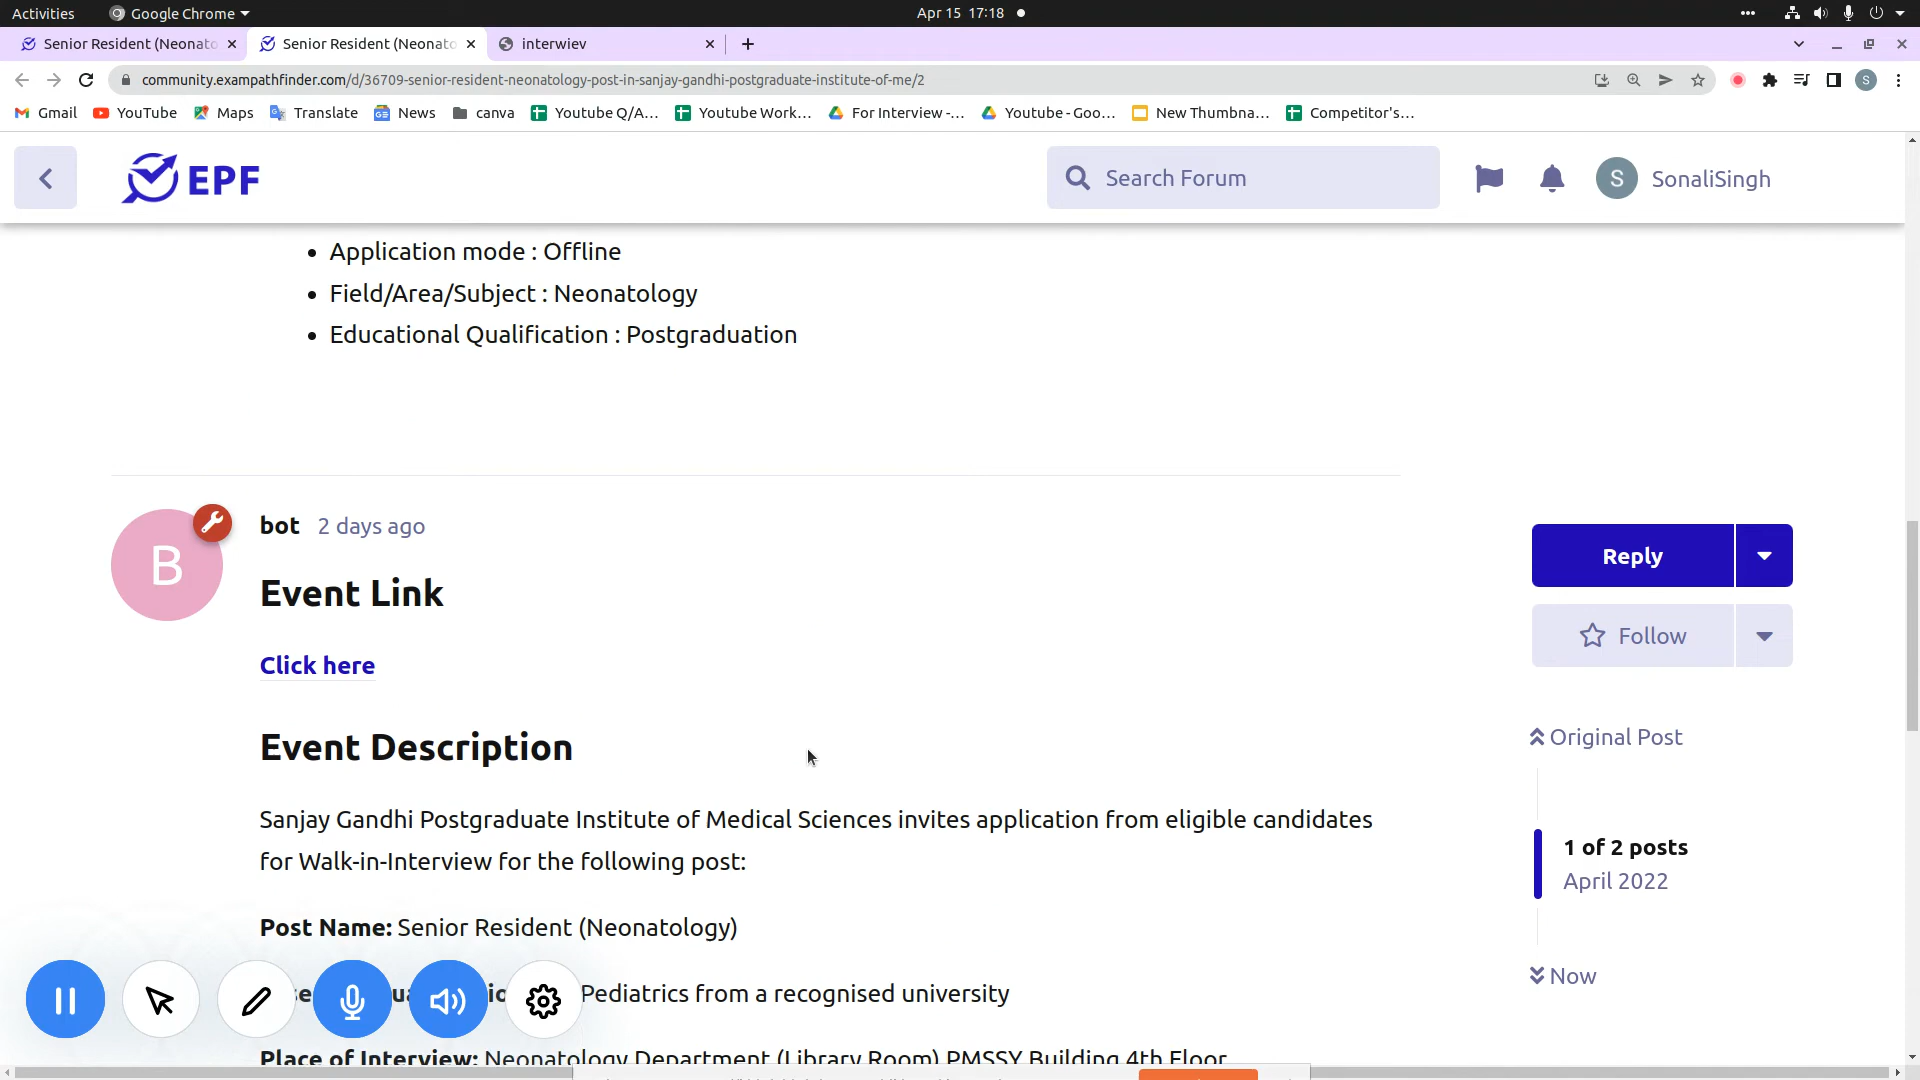 Activities Google Chrome Apr 15 17:18
Senior Resident (Neonato Senior Resident (Neonato interwiev
community.exampathfinder.com/d/36709-senior-resident-neonatology-post-in-sanjay-gandhi-postgraduate-institute-of-me/2 S
Gmail YouTube Maps Translate News canva Youtube Q/A... Youtube Work... For Interview -... Youtube - Goo... New Thumbna... Competitor's...
EPF Search Forum S SonaliSingh
• Application mode : Offline
• Field/Area/Subject : Neonatology
• Educational Qualification : Postgraduation
B bot 2 days ago
Reply
Event Link
Follow
Click here
Original Post
Event Description
Sanjay Gandhi Postgraduate Institute of Medical Sciences invites application from eligible candidates
1 of 2 posts
for Walk-in-Interview for the following post:
April 2022
Post Name: Senior Resident (Neonatology)
Now
Pediatrics from a recognised university
Place of Interview: Neonatology Department (Library Room) PMSSY Building 4th Floor